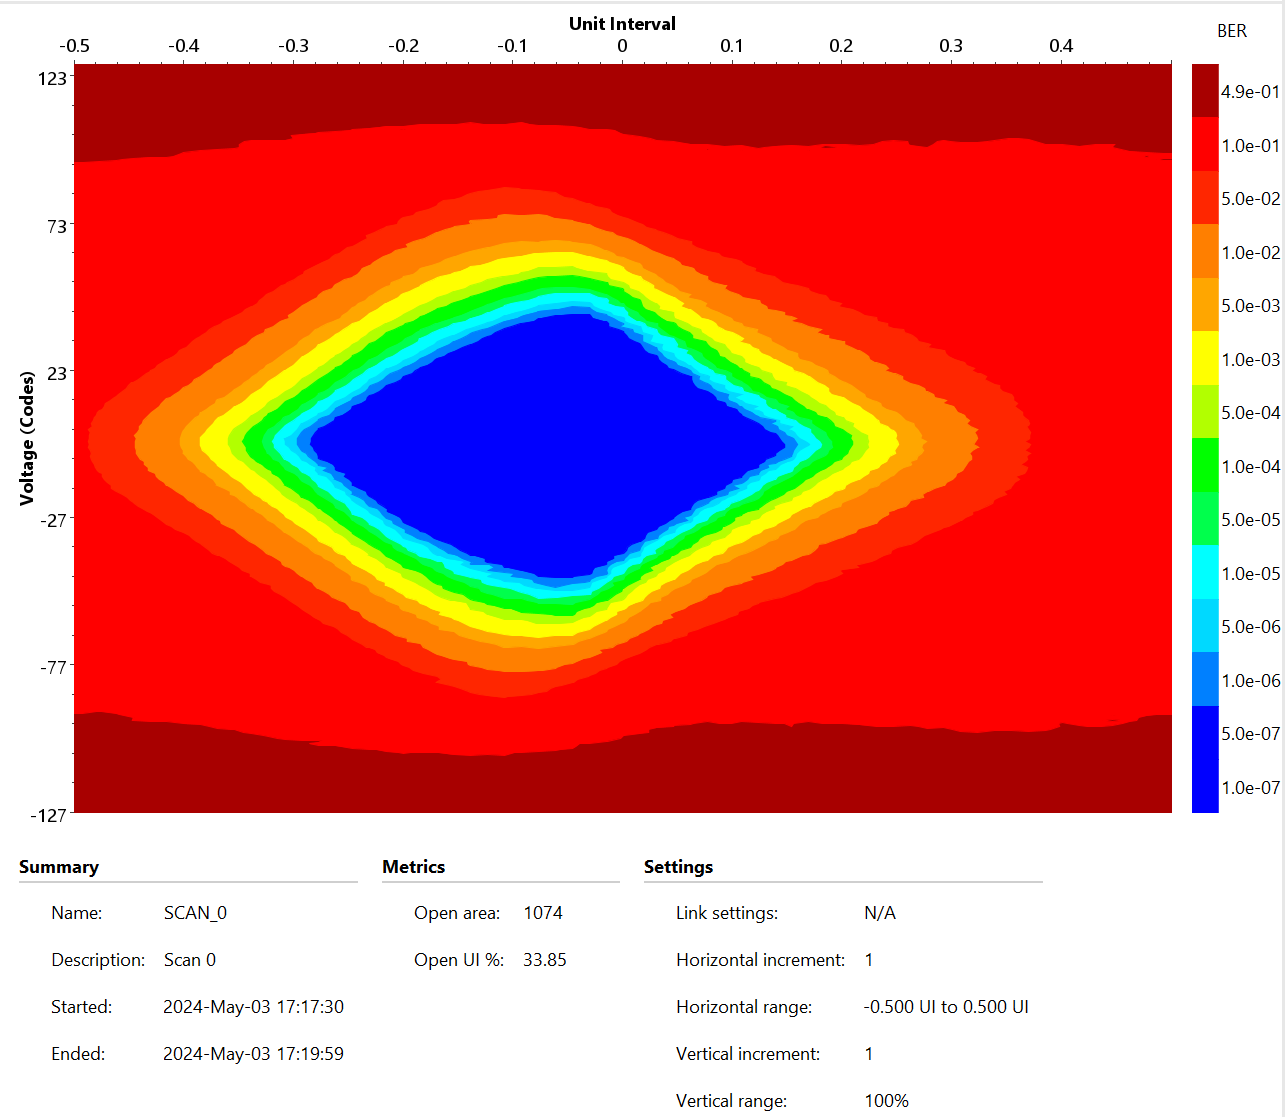 Unit Interval
BER
-0.5 -0.4 -0.3 -0.2 -0.1 0 0.1 0.2 0.3 0.4
123
73
23
-27
-77
-127
Voltage (Codes)
4.9e-01
1.0e-01
5.0e-02
1.0e-02
5.0e-03
1.0e-03
5.0e-04
1.0e-04
5.0e-05
1.0e-05
5.0e-06
1.0e-06
5.0e-07
1.0e-07
Summary
Name: SCAN_0
Description: Scan 0
Started: 2024-May-03 17:17:30
Ended: 2024-May-03 17:19:59
Metrics
Open area: 1074
Open UI %: 33.85
Settings
Link settings: N/A
Horizontal increment: 1
Horizontal range: -0.500 UI to 0.500 UI
Vertical increment: 1
Vertical range: 100%